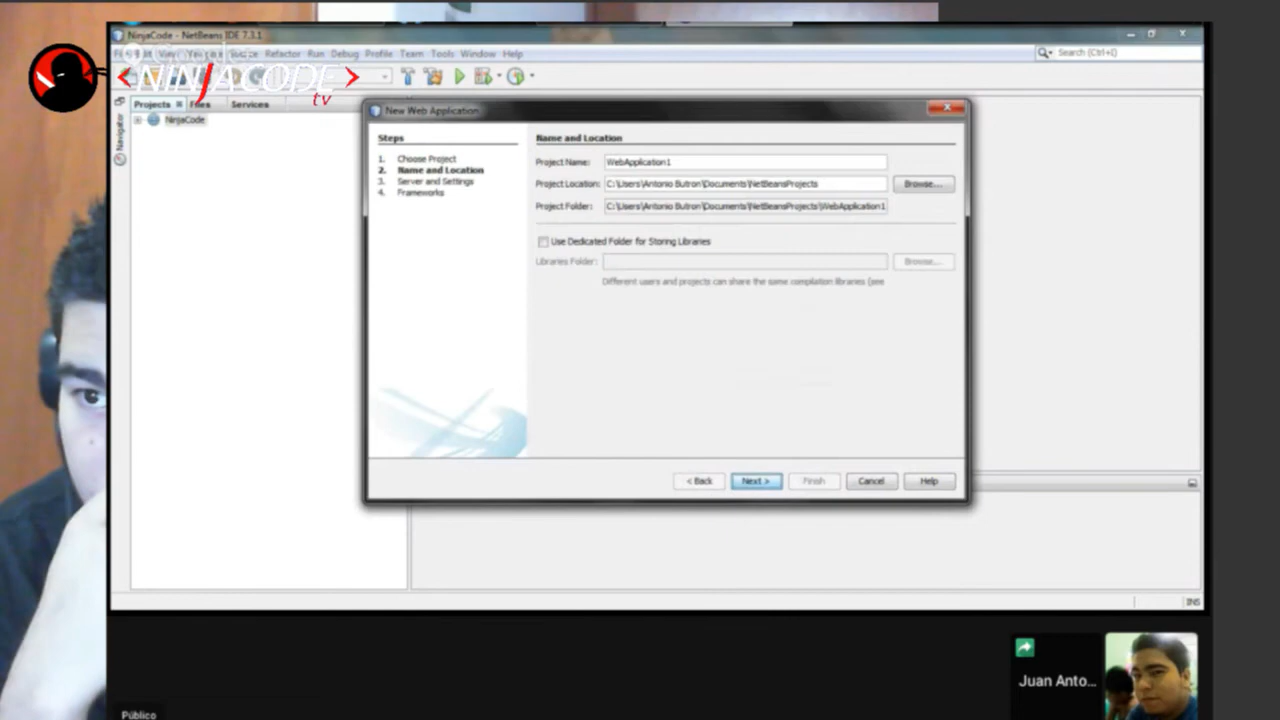 NinjaCode - NetBeans IDE 7.3.1
Source Refactor Run Debug Profile Team Tools Window Help
Search (Ctrl+I)
<NINJACODE>
tv
Projects Files Services
Navigator
NinjaCode
New Web Application
Steps
1. Choose Project
2. Name and Location
3. Server and Settings
4. Frameworks
Name and Location
Project Name: WebApplication1
Project Location: C:\Users\Antonio Butron\Documents\NetBeansProjects Browse...
Project Folder: C:\Users\Antonio Butron\Documents\NetBeansProjects\WebApplication1
Use Dedicated Folder for Storing Libraries
Libraries Folder: Browse...
Different users and projects can share the same compilation libraries (see
< Back Next > Finish Cancel Help
INS
Juan Anto...
Público